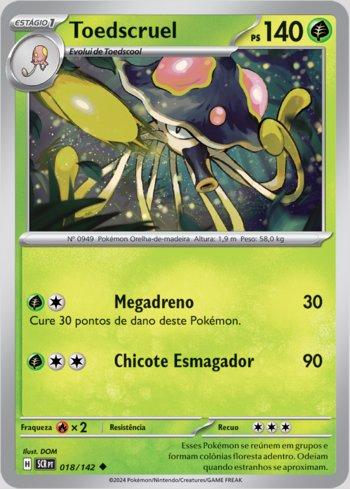 ESTÁGIO 1
Toedscruel
PS 140
Evolui de Toedscool
Nº 0949 Pokémon Orelha-de-madeira Altura: 1,9 m Peso: 58,0 kg
Megadreno 30
Cure 30 pontos de dano deste Pokémon.
Chicote Esmagador 90
Fraqueza × 2 Resistência Recuo
Ilust. DOM
H SCR PT 018/142
Esses Pokémon se reúnem em grupos e
formam colônias floresta adentro. Odeiam
quando estranhos se aproximam.
©2024 Pokémon/Nintendo/Creatures/GAME FREAK